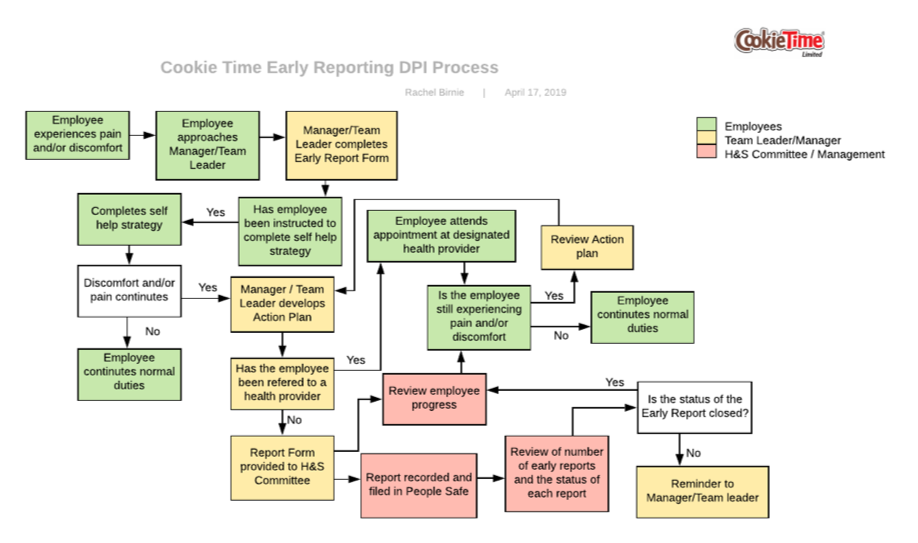 CookieTime
Limited
Cookie Time Early Reporting DPI Process
Rachel Birnie | April 17, 2019
Employees
Team Leader/Manager
H&S Committee / Management
Employee
experiences pain
and/or discomfort
Employee
approaches
Manager/Team
Leader
Manager/Team
Leader completes
Early Report Form
Has employee
been instructed to
complete self help
strategy
Yes
Completes self
help strategy
Discomfort and/or
pain continutes
Yes
No
Employee
continutes normal
duties
Manager / Team
Leader develops
Action Plan
Has the employee
been refered to a
health provider
Yes
No
Employee attends
appointment at designated
health provider
Is the employee
still experiencing
pain and/or
discomfort
Yes
No
Review Action
plan
Employee
continutes normal
duties
Report Form
provided to H&S
Committee
Review employee
progress
Report recorded and
filed in People Safe
Review of number
of early reports
and the status of
each report
Is the status of the
Early Report closed?
Yes
No
Reminder to
Manager/Team leader